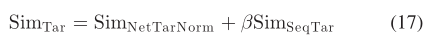 Sim_Tar = Sim_NetTarNorm + βSim_SeqTar (17)